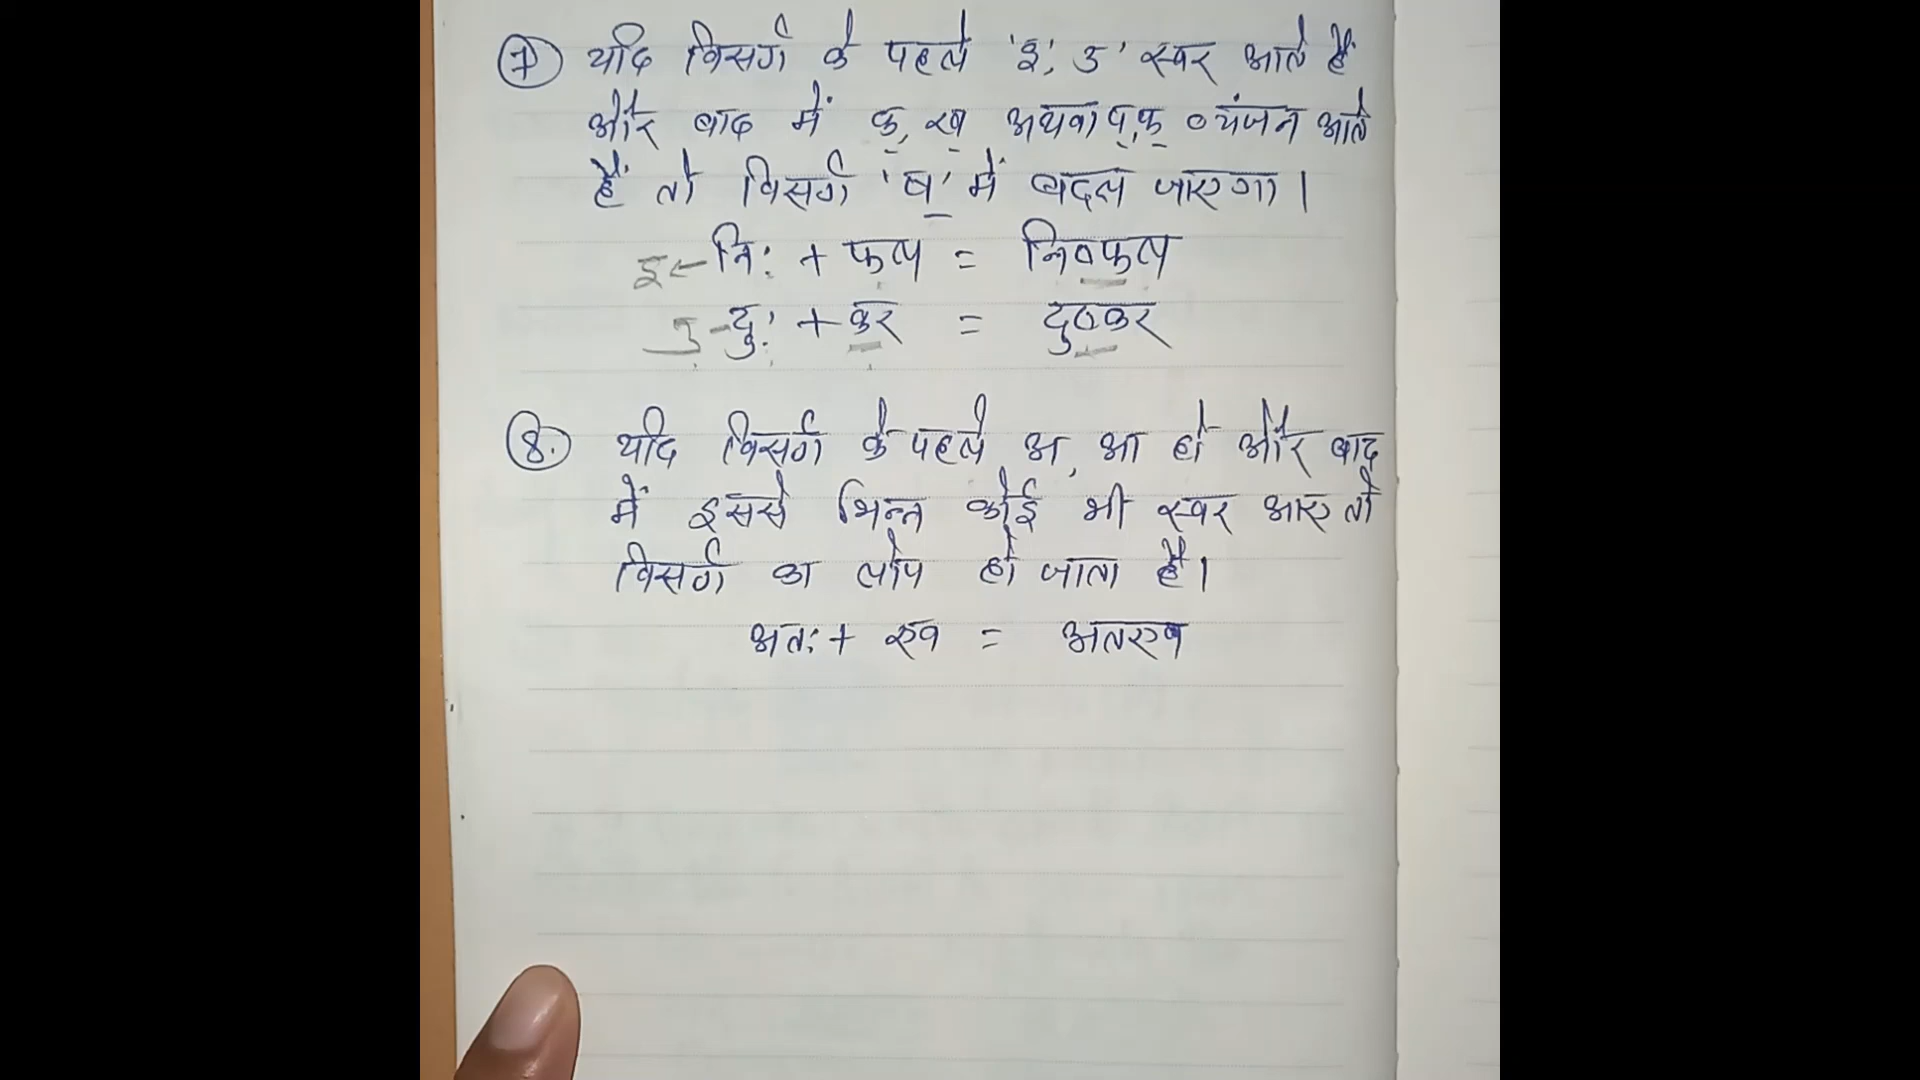 ⑦ यदि विसर्ग के पहले 'इ, उ' स्वर आते हैं
और बाद में क्, ख् अथवा प्, फ् व्यंजन आते
हैं तो विसर्ग 'ष्' में बदल जाएगा।
इ ← निः + फल = निष्फल
उ - दुः + कर = दुष्कर
⑧. यदि विसर्ग के पहले अ, आ हो और बाद
में इससे भिन्न कोई भी स्वर आए तो
विसर्ग का लोप हो जाता है।
अतः + एव = अतएव